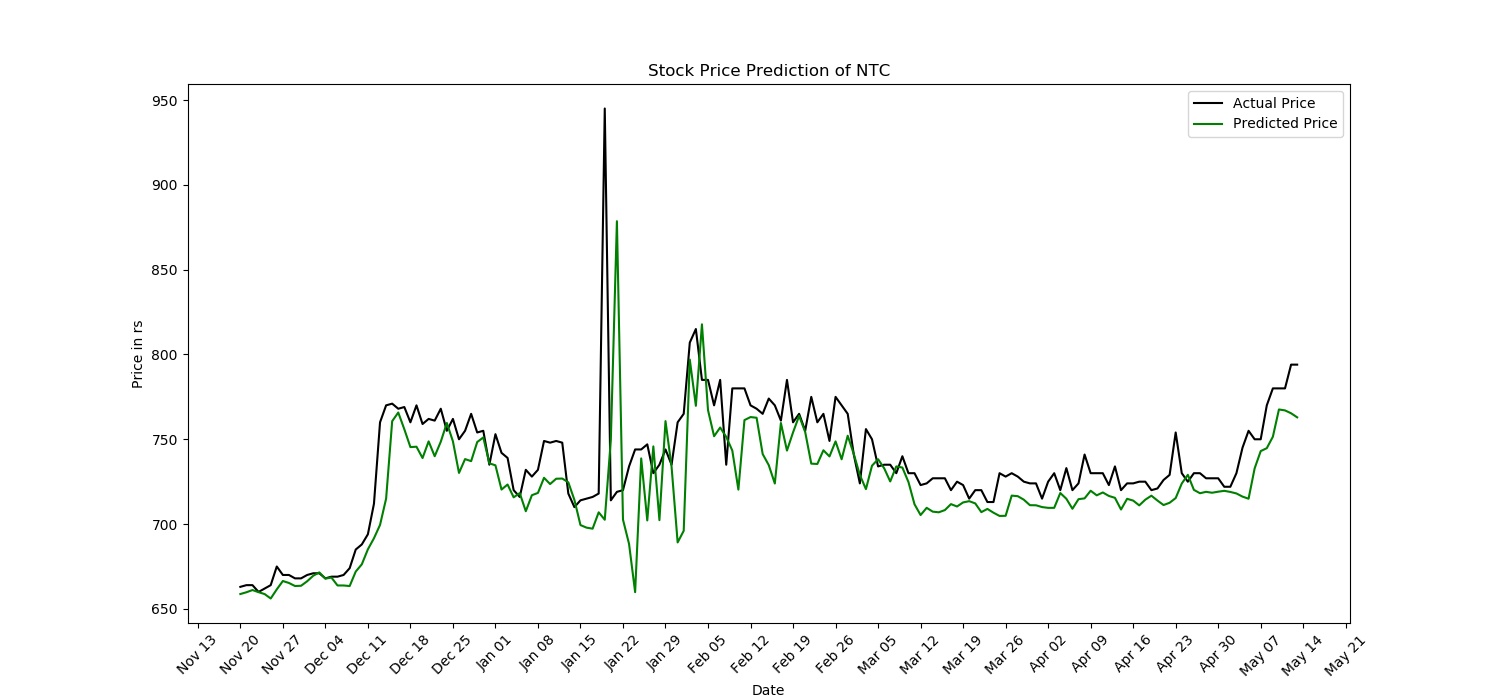 Stock Price Prediction of NTC
Actual Price
Predicted Price
Price in rs
950
900
850
800
750
700
650
Nov 13
Nov 20
Nov 27
Dec 04
Dec 11
Dec 18
Dec 25
Jan 01
Jan 08
Jan 15
Jan 22
Jan 29
Feb 05
Feb 12
Feb 19
Feb 26
Mar 05
Mar 12
Mar 19
Mar 26
Apr 02
Apr 09
Apr 16
Apr 23
Apr 30
May 07
May 14
May 21
Date